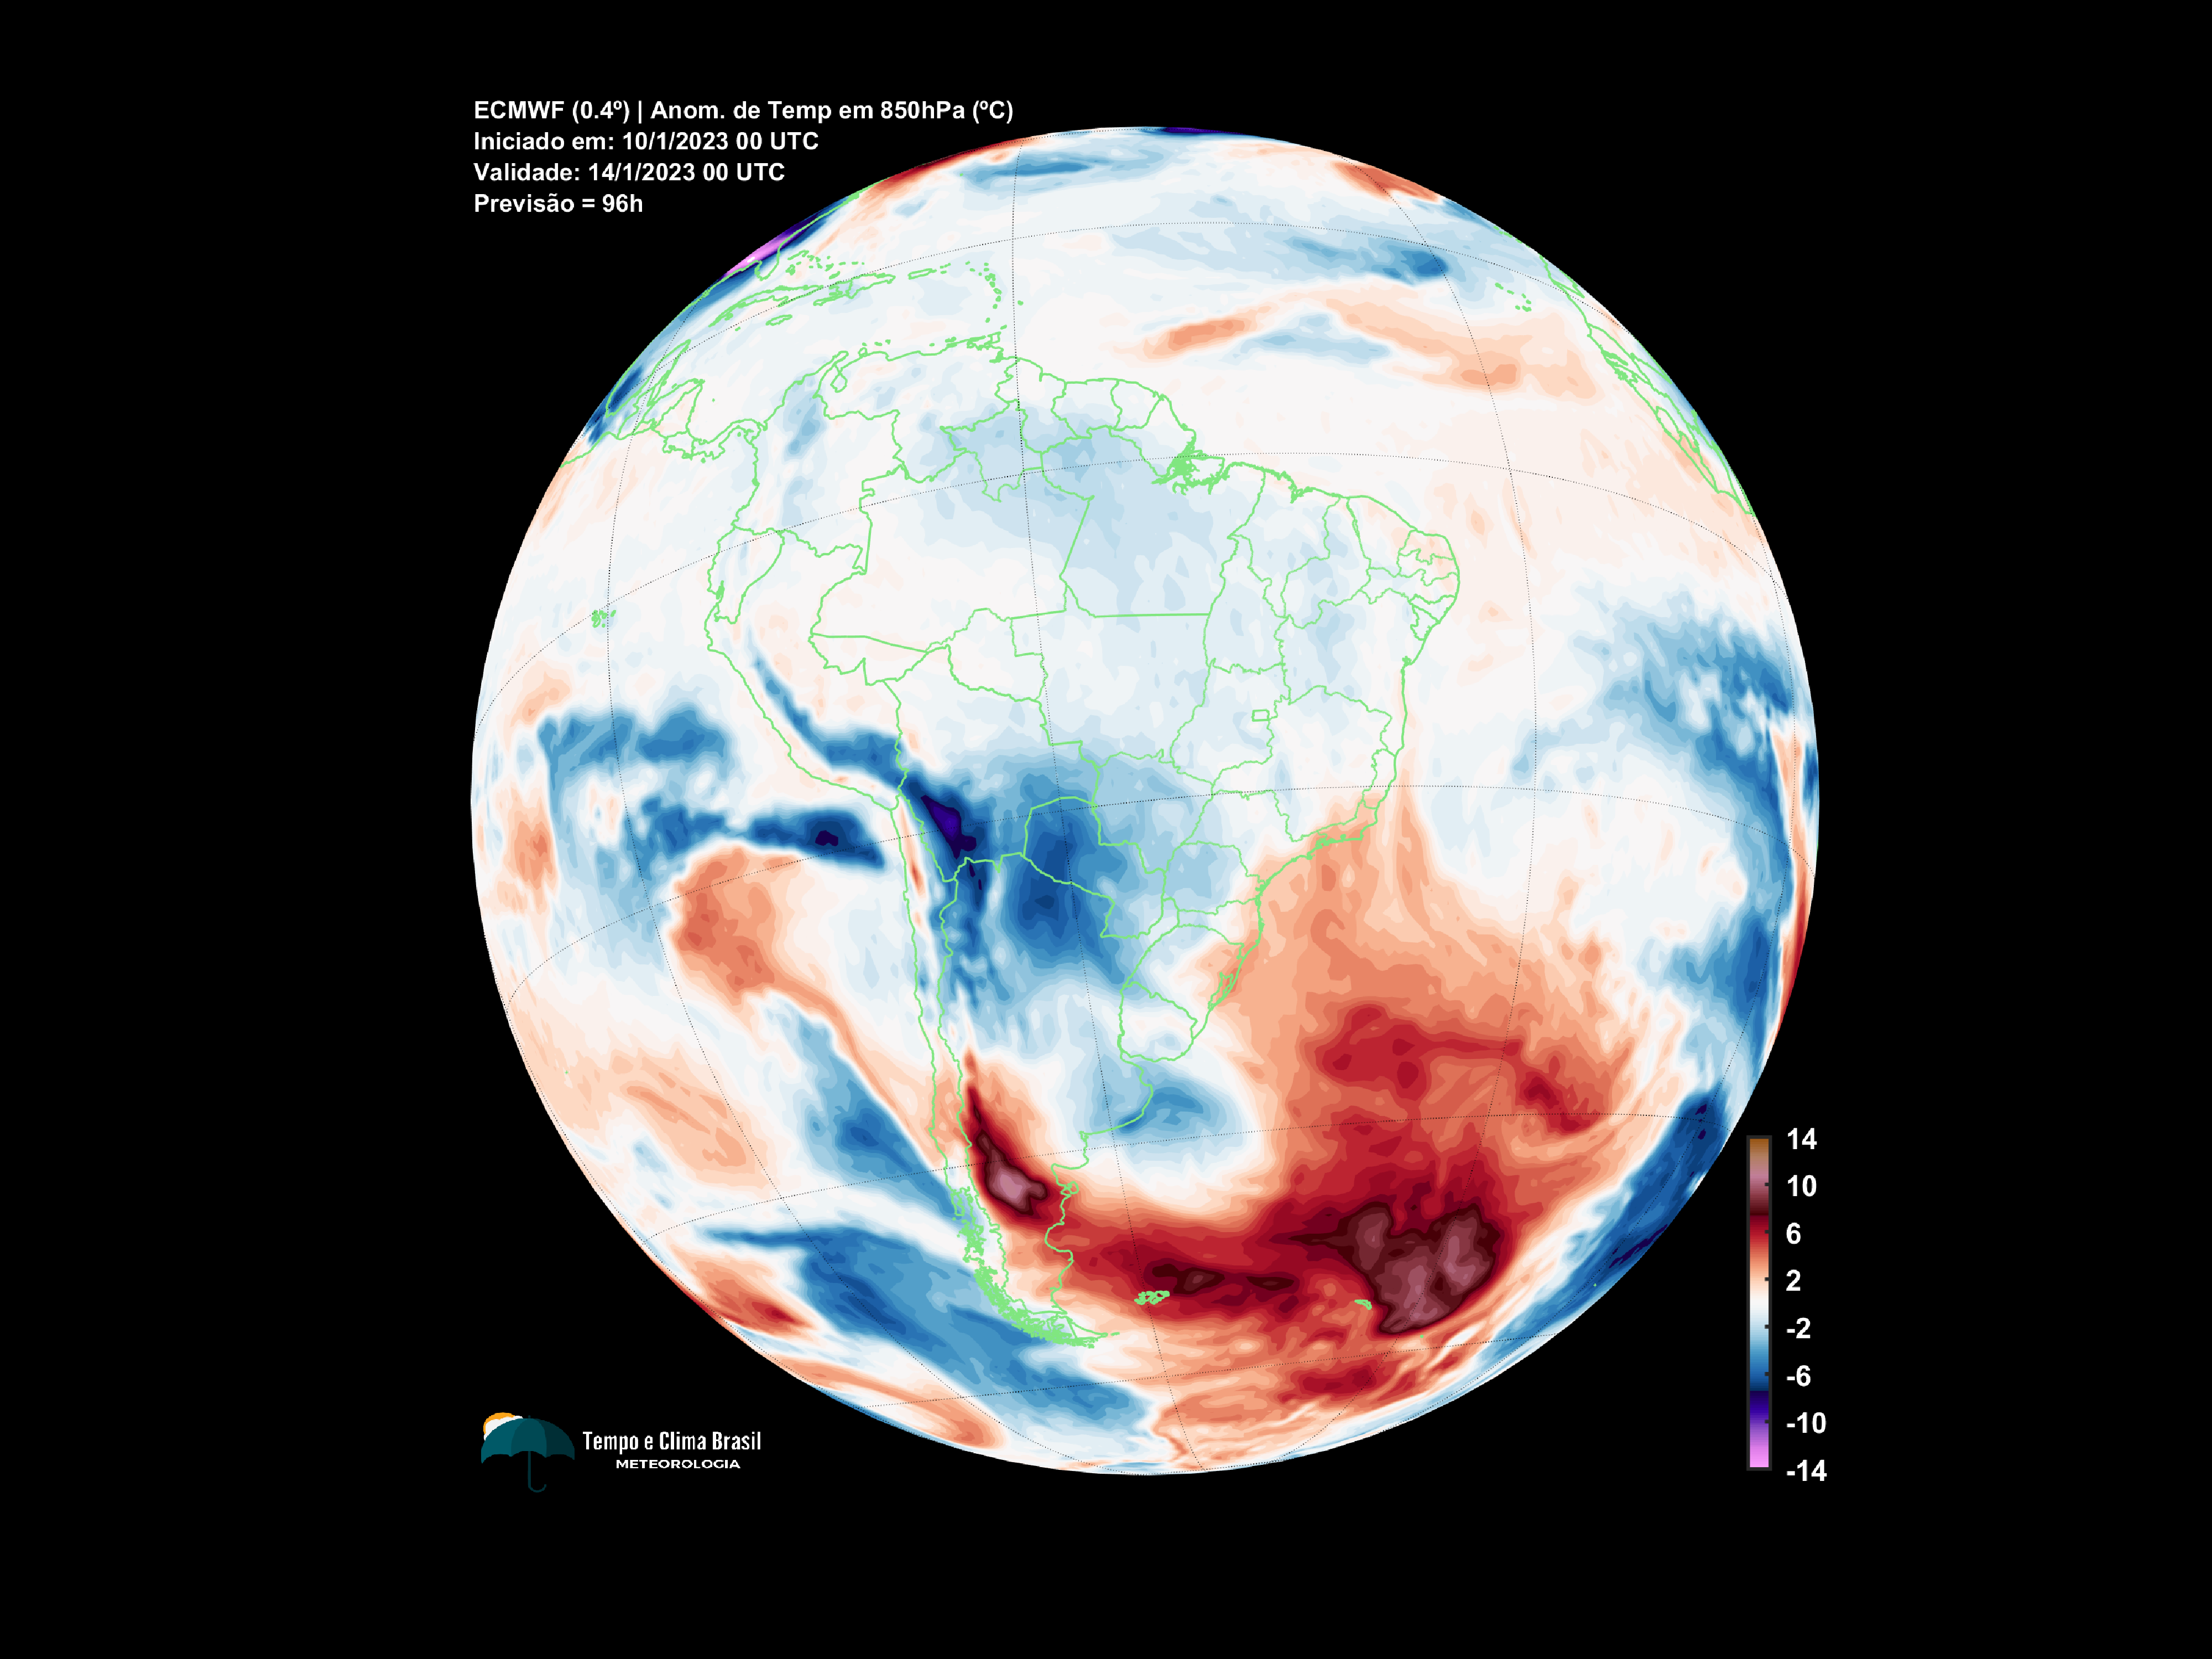 ECMWF (0.4º) | Anom. de Temp em 850hPa (ºC)
Iniciado em: 10/1/2023 00 UTC
Validade: 14/1/2023 00 UTC
Previsão = 96h
14
10
6
2
-2
-6
-10
-14
Tempo e Clima Brasil
METEOROLOGIA